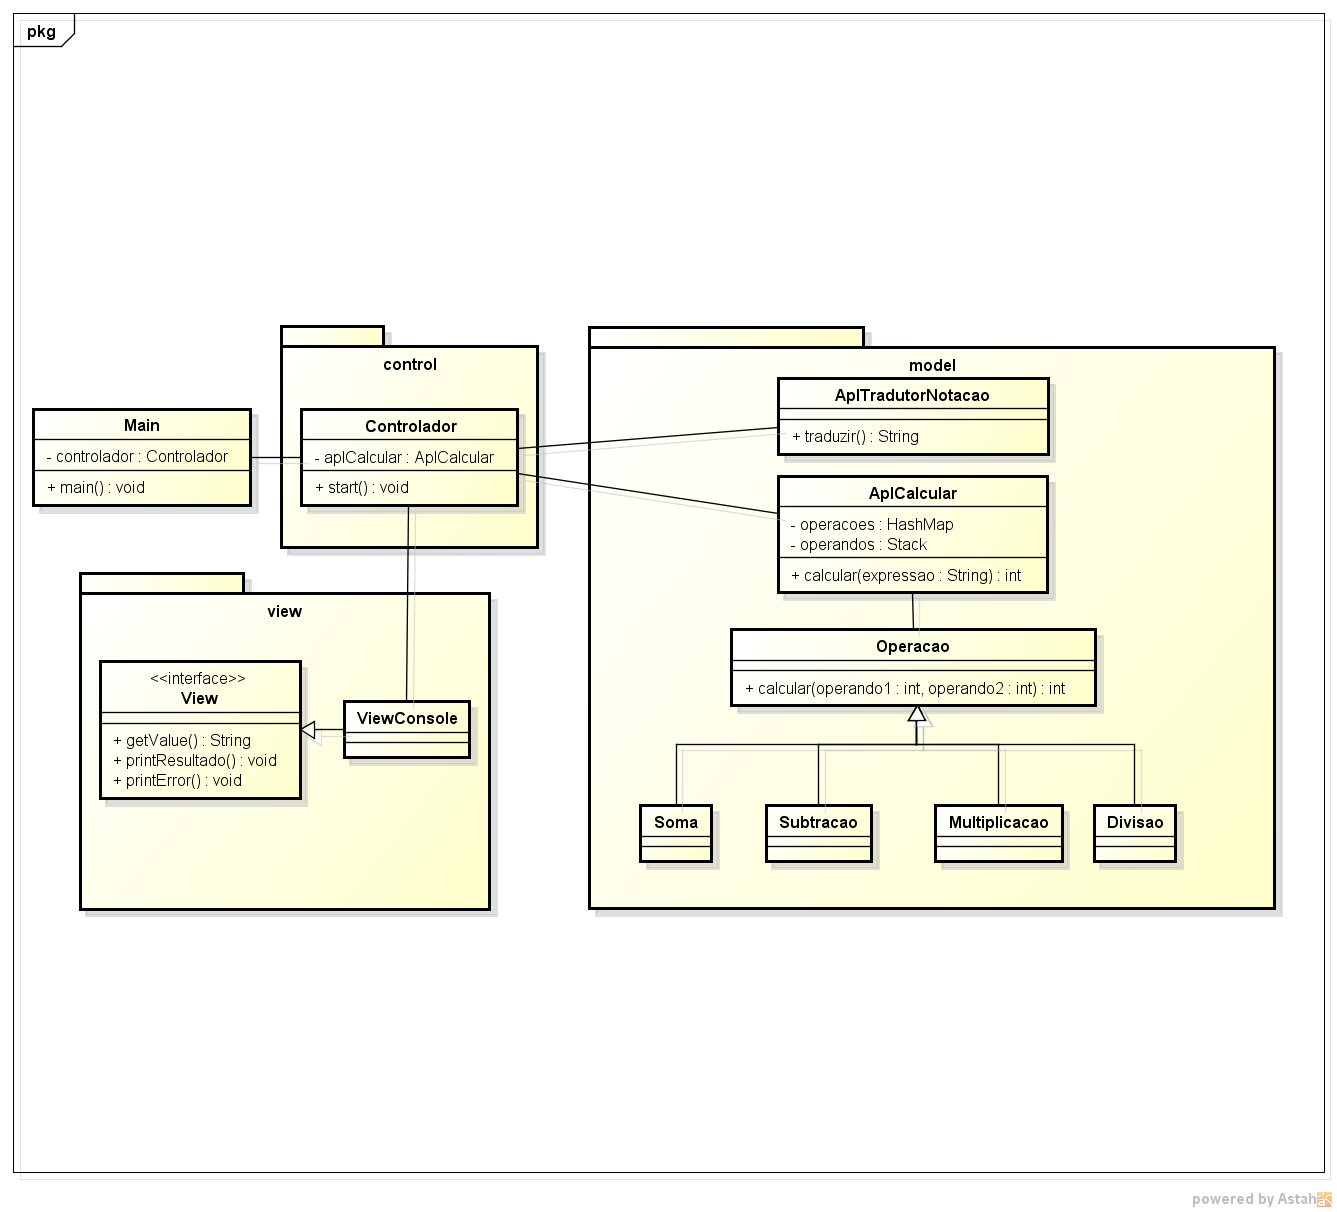 pkg
control
model
AplTradutorNotacao
+ traduzir() : String
Main
- controlador : Controlador
+ main() : void
Controlador
- aplCalcular : AplCalcular
+ start() : void
AplCalcular
- operacoes : HashMap
- operandos : Stack
+ calcular(expressao : String) : int
view
<<interface>>
View
+ getValue() : String
+ printResultado() : void
+ printError() : void
ViewConsole
Operacao
+ calcular(operando1 : int, operando2 : int) : int
Soma
Subtracao
Multiplicacao
Divisao
powered by Astah